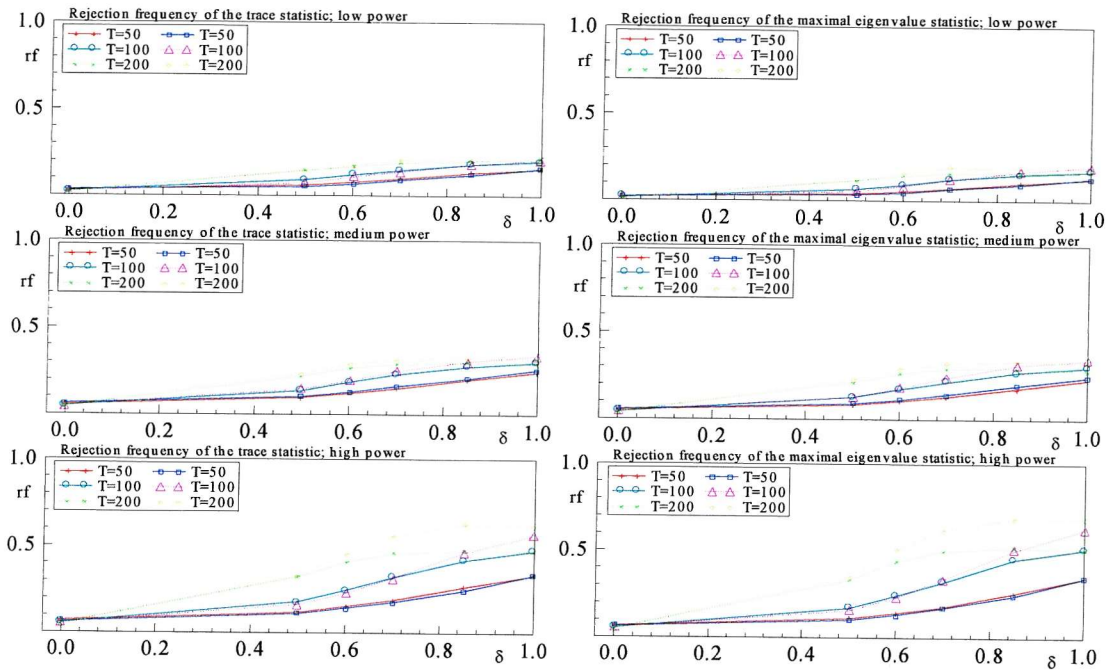 Rejection frequency of the trace statistic; low power
1.0
rf
0.5
T=50 T=50
T=100 T=100
T=200 T=200
0.0 0.2 0.4 0.6 0.8 δ 1.0
Rejection frequency of the maximal eigenvalue statistic; low power
1.0
rf
0.5
T=50 T=50
T=100 T=100
T=200 T=200
0.0 0.2 0.4 0.6 0.8 δ 1.0
Rejection frequency of the trace statistic; medium power
1.0
rf
0.5
T=50 T=50
T=100 T=100
T=200 T=200
0.0 0.2 0.4 0.6 0.8 δ 1.0
Rejection frequency of the maximal eigenvalue statistic; medium power
1.0
rf
0.5
T=50 T=50
T=100 T=100
T=200 T=200
0.0 0.2 0.4 0.6 0.8 δ 1.0
Rejection frequency of the trace statistic; high power
1.0
rf
0.5
T=50 T=50
T=100 T=100
T=200 T=200
0.0 0.2 0.4 0.6 0.8 δ 1.0
Rejection frequency of the maximal eigenvalue statistic; high power
1.0
rf
0.5
T=50 T=50
T=100 T=100
T=200 T=200
0.0 0.2 0.4 0.6 0.8 δ 1.0